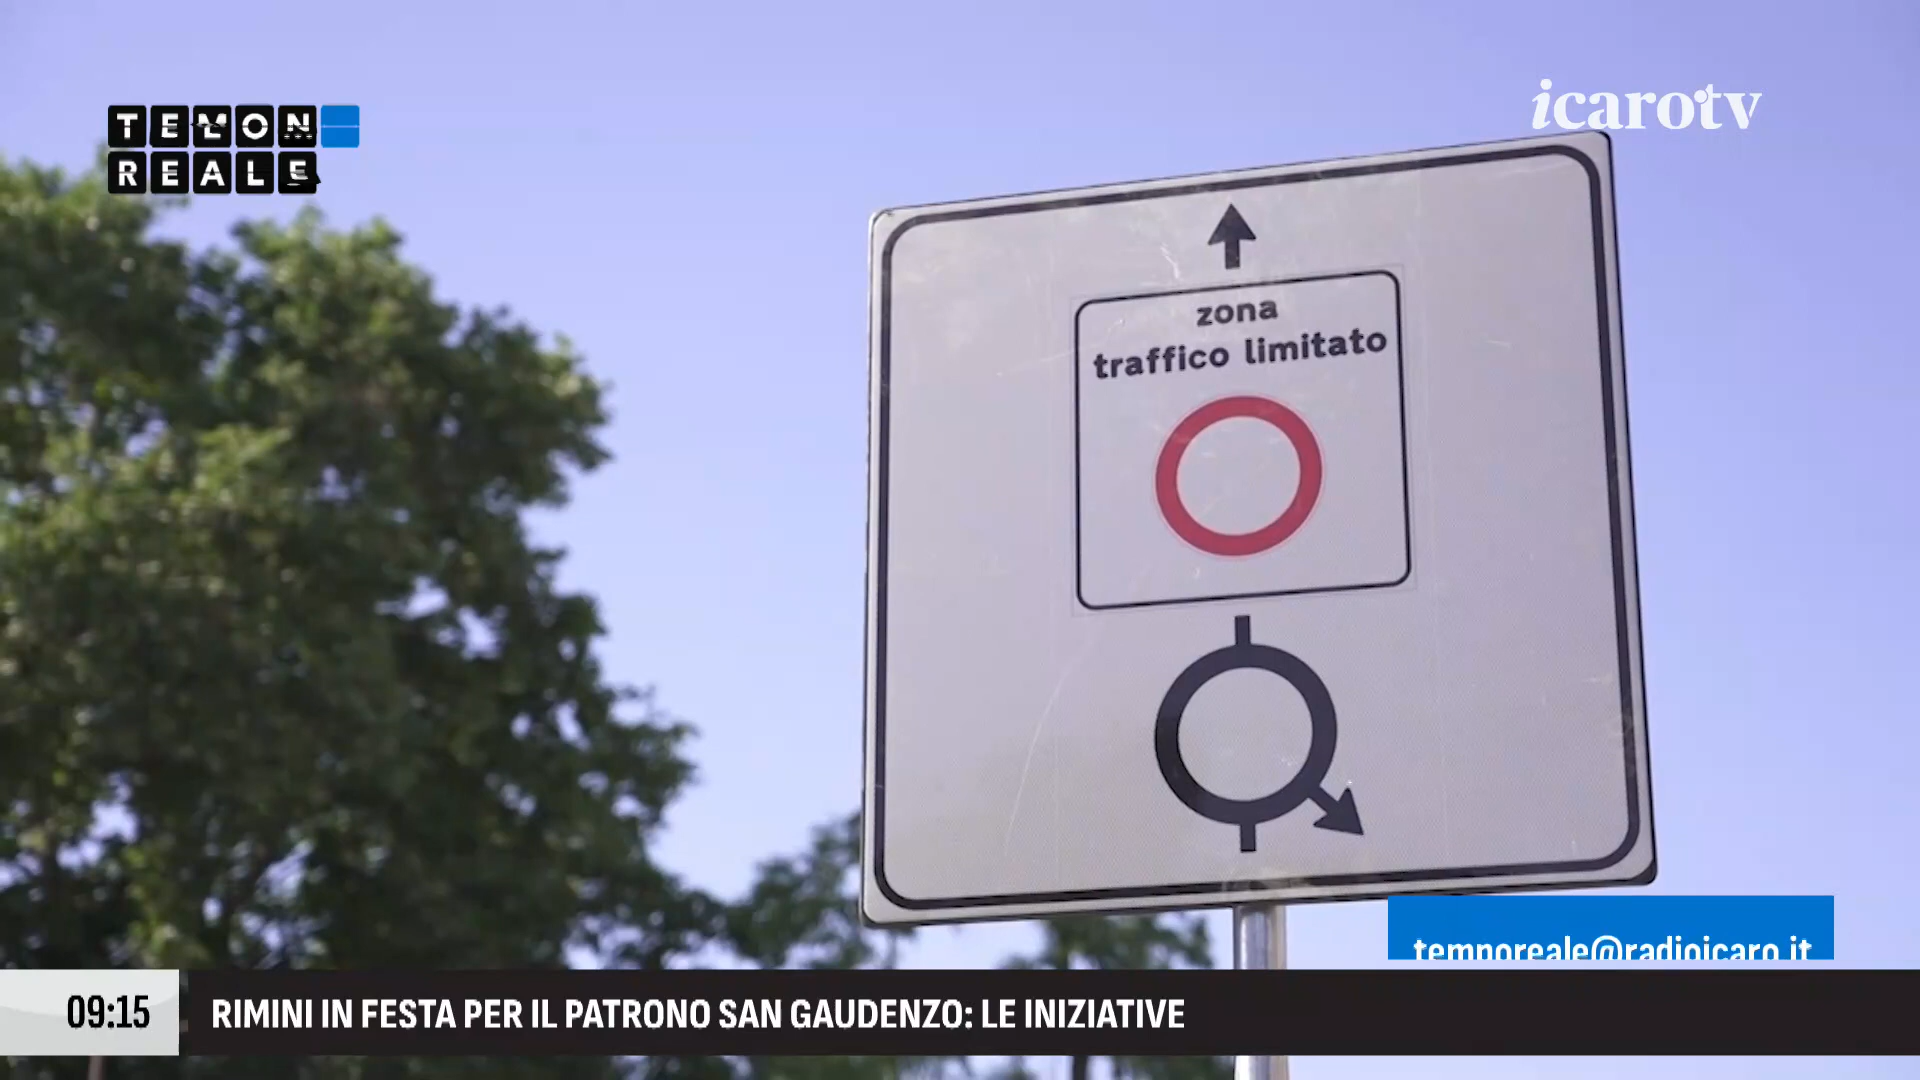 TEMPO
REALE
icarotv
zona
traffico limitato
temporeale@radioicaro.it
09:15
RIMINI IN FESTA PER IL PATRONO SAN GAUDENZO: LE INIZIATIVE